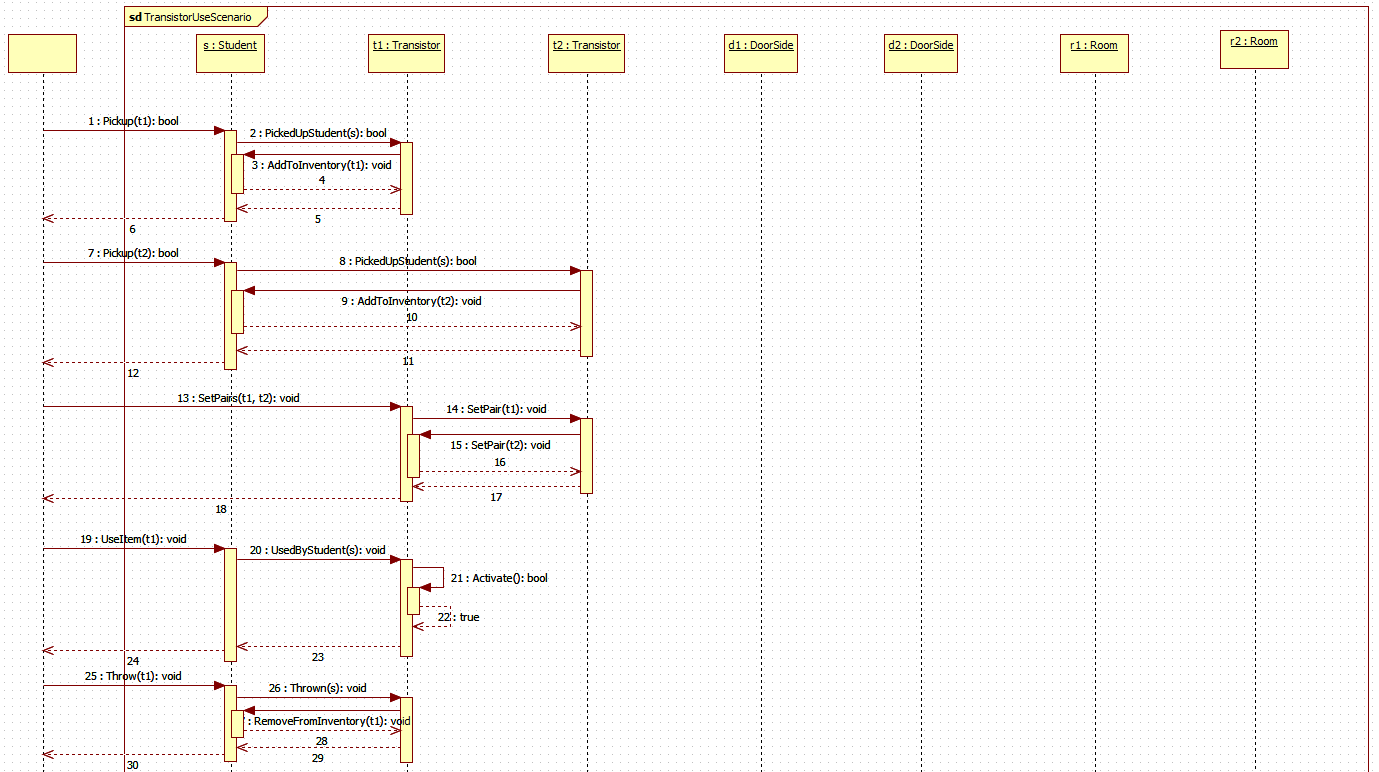 sd TransistorUseScenario
s : Student
t1 : Transistor
t2 : Transistor
d1 : DoorSide
d2 : DoorSide
r1 : Room
r2 : Room
1 : Pickup(t1): bool
2 : PickedUpStudent(s): bool
3 : AddToInventory(t1): void
4
5
6
7 : Pickup(t2): bool
8 : PickedUpStudent(s): bool
9 : AddToInventory(t2): void
10
11
12
13 : SetPairs(t1, t2): void
14 : SetPair(t1): void
15 : SetPair(t2): void
16
17
18
19 : UseItem(t1): void
20 : UsedByStudent(s): void
21 : Activate(): bool
22 : true
23
24
25 : Throw(t1): void
26 : Thrown(s): void
: RemoveFromInventory(t1): void
28
29
30